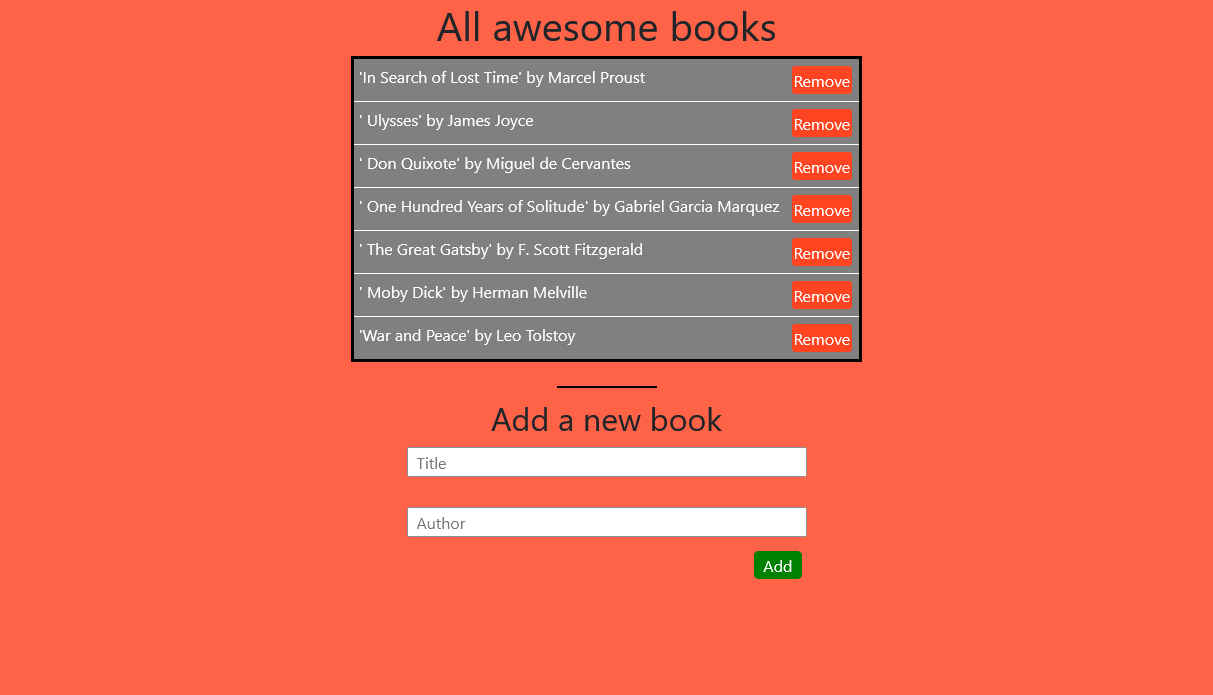 All awesome books
'In Search of Lost Time' by Marcel Proust Remove
' Ulysses' by James Joyce Remove
' Don Quixote' by Miguel de Cervantes Remove
' One Hundred Years of Solitude' by Gabriel Garcia Marquez Remove
' The Great Gatsby' by F. Scott Fitzgerald Remove
' Moby Dick' by Herman Melville Remove
'War and Peace' by Leo Tolstoy Remove
Add a new book
Title
Author
Add